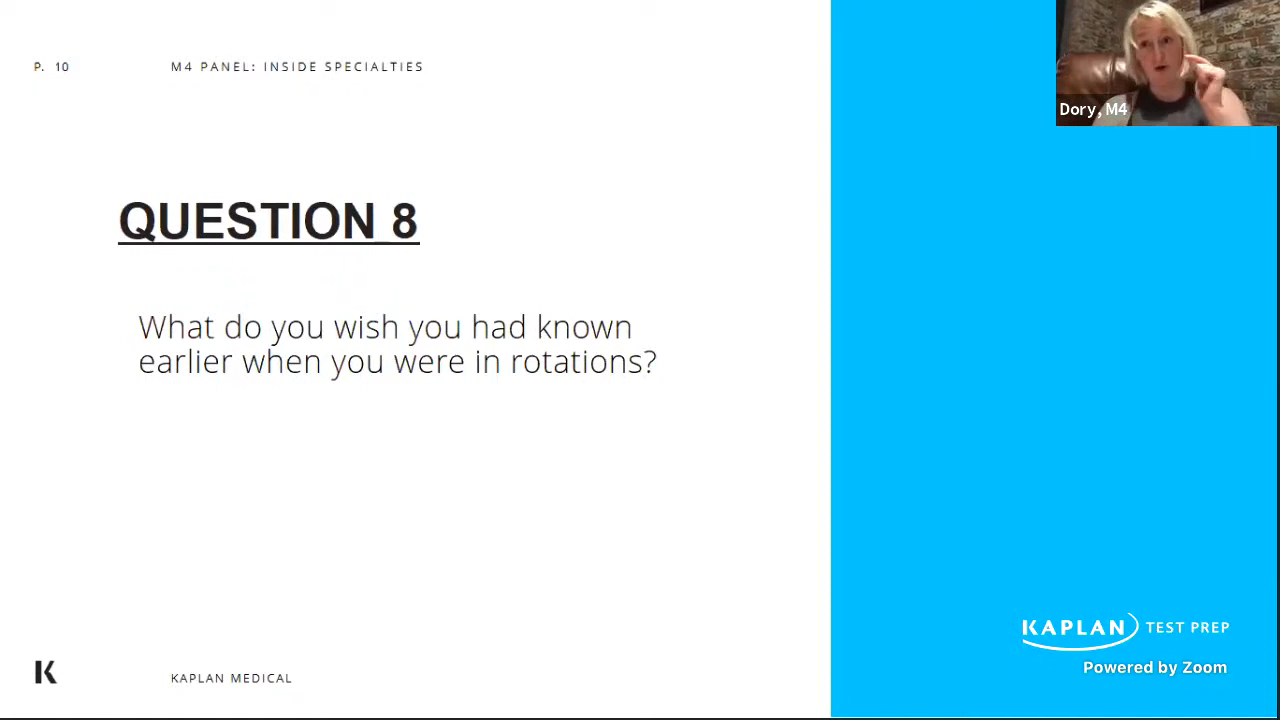 P. 10
M4 PANEL: INSIDE SPECIALTIES
Dory, M4
QUESTION 8
What do you wish you had known
earlier when you were in rotations?
KAPLAN TEST PREP
Powered by Zoom
K
KAPLAN MEDICAL